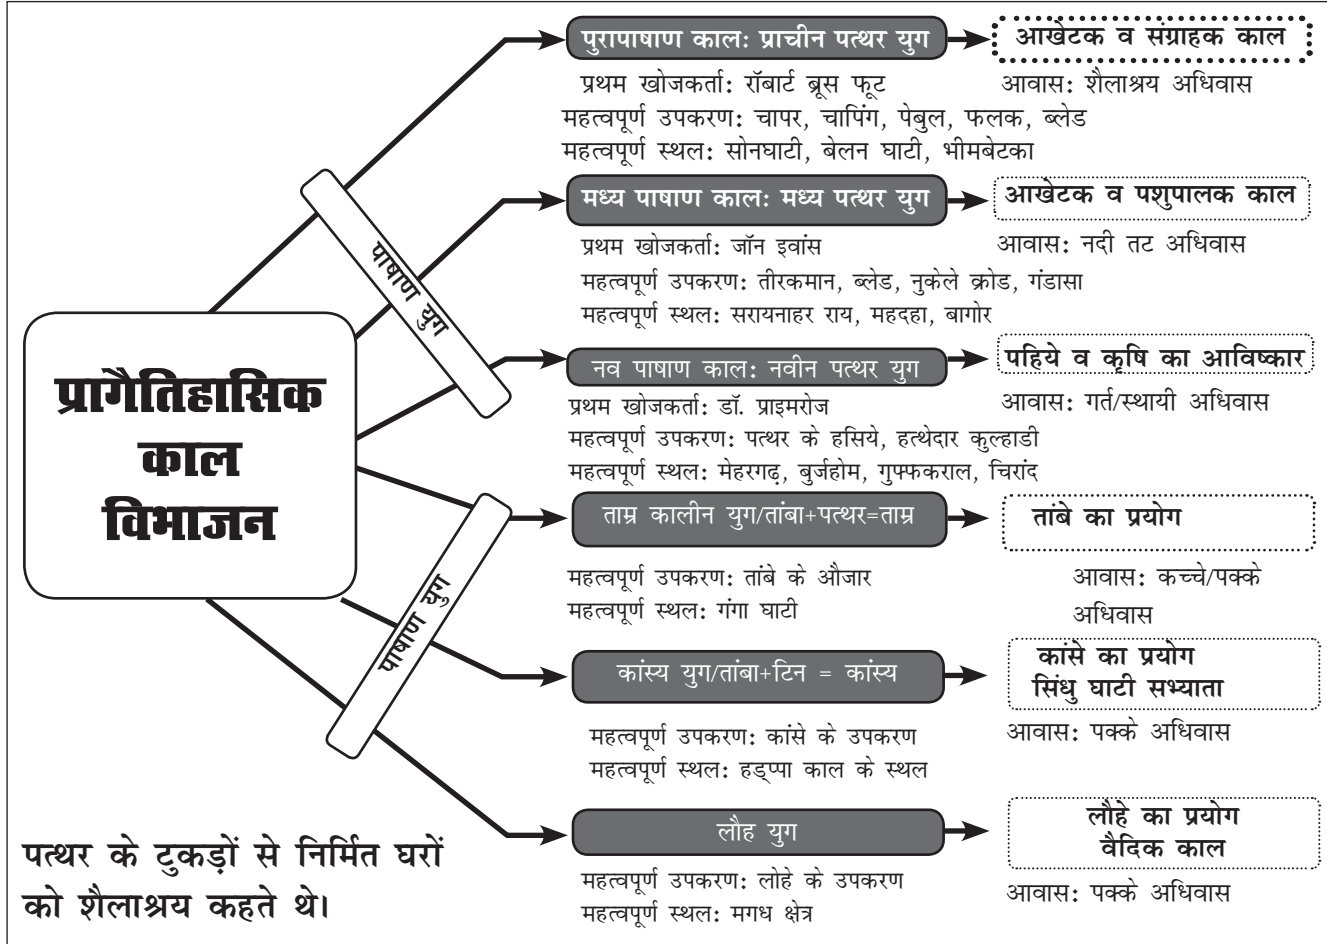 प्रागैतिहासिक
काल
विभाजन
पाषाण युग
पुरापाषाण कालः प्राचीन पत्थर युग
आखेटक व संग्राहक काल
प्रथम खोजकर्ता: रॉबार्ट ब्रूस फूट
आवास: शैलाश्रय अधिवास
महत्वपूर्ण उपकरण: चापर, चापिंग, पेबुल, फलक, ब्लेड
महत्वपूर्ण स्थल: सोनघाटी, बेलन घाटी, भीमबेटका
मध्य पाषाण कालः मध्य पत्थर युग
आखेटक व पशुपालक काल
प्रथम खोजकर्ता: जॉन इवांस
आवास: नदी तट अधिवास
महत्वपूर्ण उपकरण: तीरकमान, ब्लेड, नुकेले क्रोड, गंडासा
महत्वपूर्ण स्थल: सरायनाहर राय, महदहा, बागोर
नव पाषाण काल: नवीन पत्थर युग
पहिये व कृषि का आविष्कार
प्रथम खोजकर्ता: डॉ. प्राइमरोज
आवास: गर्त/स्थायी अधिवास
महत्वपूर्ण उपकरण: पत्थर के हसिये, हत्थेदार कुल्हाडी
महत्वपूर्ण स्थल: मेहरगढ़, बुर्जहोम, गुफ्फकराल, चिरांद
पाषाण युग
ताम्र कालीन युग/तांबा+पत्थर=ताम्र
तांबे का प्रयोग
महत्वपूर्ण उपकरण: तांबे के औजार
महत्वपूर्ण स्थल: गंगा घाटी
आवास: कच्चे/पक्के
अधिवास
कांस्य युग/तांबा+टिन = कांस्य
कांसे का प्रयोग
सिंधु घाटी सभ्याता
महत्वपूर्ण उपकरण: कांसे के उपकरण
महत्वपूर्ण स्थल: हड्प्पा काल के स्थल
आवास: पक्के अधिवास
लौह युग
लौहे का प्रयोग
वैदिक काल
महत्वपूर्ण उपकरण: लोहे के उपकरण
महत्वपूर्ण स्थल: मगध क्षेत्र
आवास: पक्के अधिवास
पत्थर के टुकड़ों से निर्मित घरों
को शैलाश्रय कहते थे।